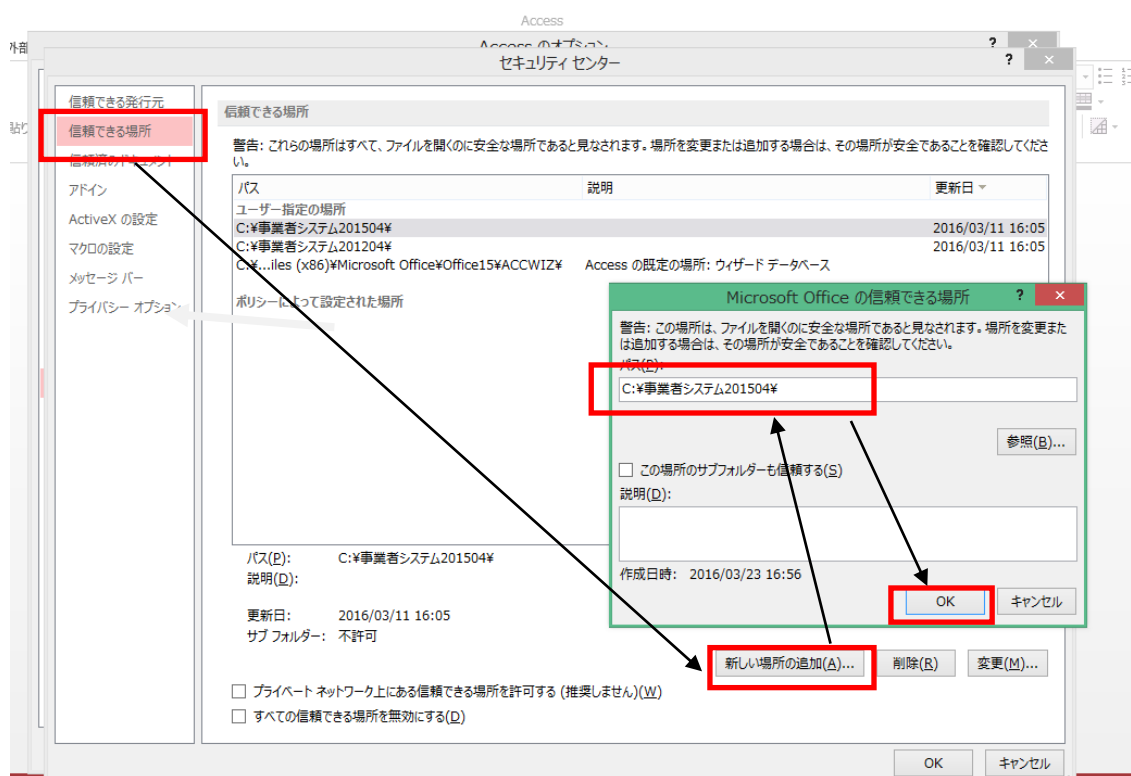 Access
外部
Access のオプション
?
×
セキュリティ センター
?
×
信頼できる発行元
信頼できる場所
信頼済のドキュメント
アドイン
ActiveX の設定
マクロの設定
メッセージ バー
プライバシー オプション
信頼できる場所
警告: これらの場所はすべて、ファイルを開くのに安全な場所であると見なされます。場所を変更または追加する場合は、その場所が安全であることを確認してくださ
い。
パス 説明 更新日
ユーザー指定の場所
C:¥事業者システム201504¥ 2016/03/11 16:05
C:¥事業者システム201204¥ 2016/03/11 16:05
C:¥...iles (x86)¥Microsoft Office¥Office15¥ACCWIZ¥ Access の既定の場所: ウィザード データベース
ポリシーによって設定された場所
Microsoft Office の信頼できる場所 ? ×
警告: この場所は、ファイルを開くのに安全な場所であると見なされます。場所を変更また
は追加する場合は、その場所が安全であることを確認してください。
パス(P):
C:¥事業者システム201504¥
参照(B)...
この場所のサブフォルダーも信頼する(S)
説明(D):
作成日時: 2016/03/23 16:56
OK キャンセル
パス(P): C:¥事業者システム201504¥
説明(D):
更新日: 2016/03/11 16:05
サブ フォルダー: 不許可
新しい場所の追加(A)... 削除(R) 変更(M)...
プライベート ネットワーク上にある信頼できる場所を許可する (推奨しません)(W)
すべての信頼できる場所を無効にする(D)
OK キャンセル